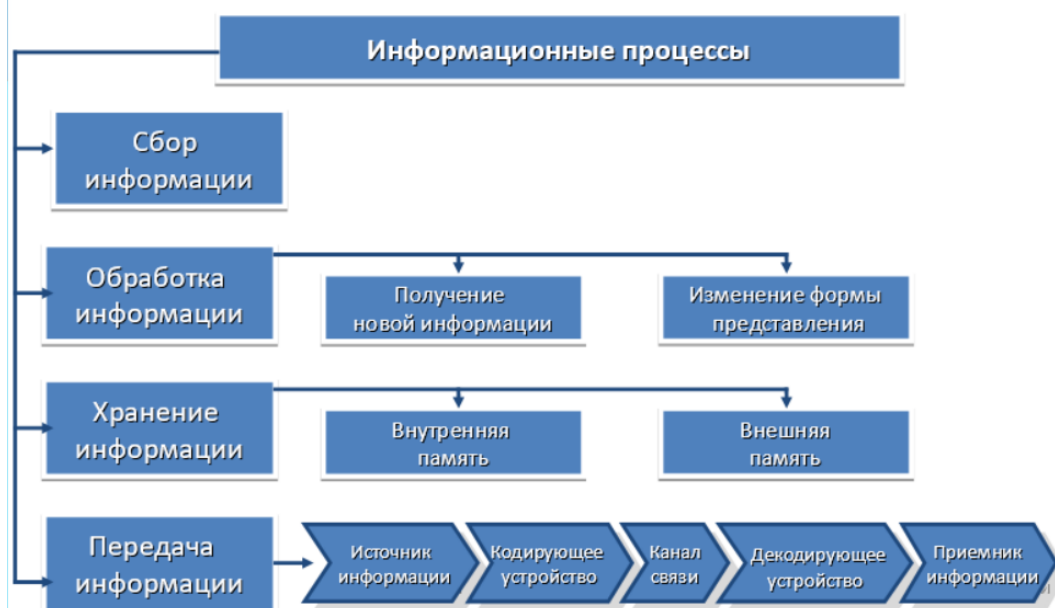 Информационные процессы
Сбор
информации
Обработка
информации
Получение
новой информации
Изменение формы
представления
Хранение
информации
Внутренняя
память
Внешняя
память
Передача
информации
Источник
информации
Кодирующее
устройство
Канал
связи
Декодирующее
устройство
Приемник
информации